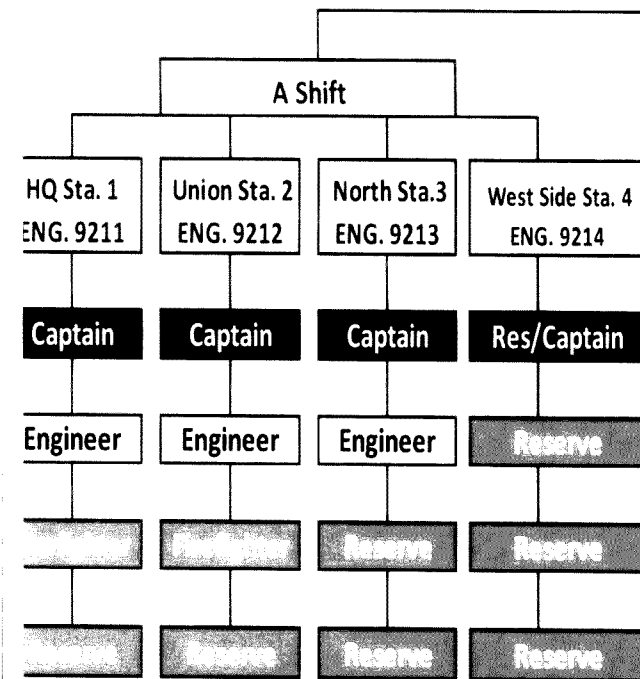 A Shift
HQ Sta. 1
ENG. 9211
Union Sta. 2
ENG. 9212
North Sta.3
ENG. 9213
West Side Sta. 4
ENG. 9214
Captain
Captain
Captain
Res/Captain
Engineer
Engineer
Engineer
Reserve
Reserve
Reserve
Reserve
Reserve
Reserve